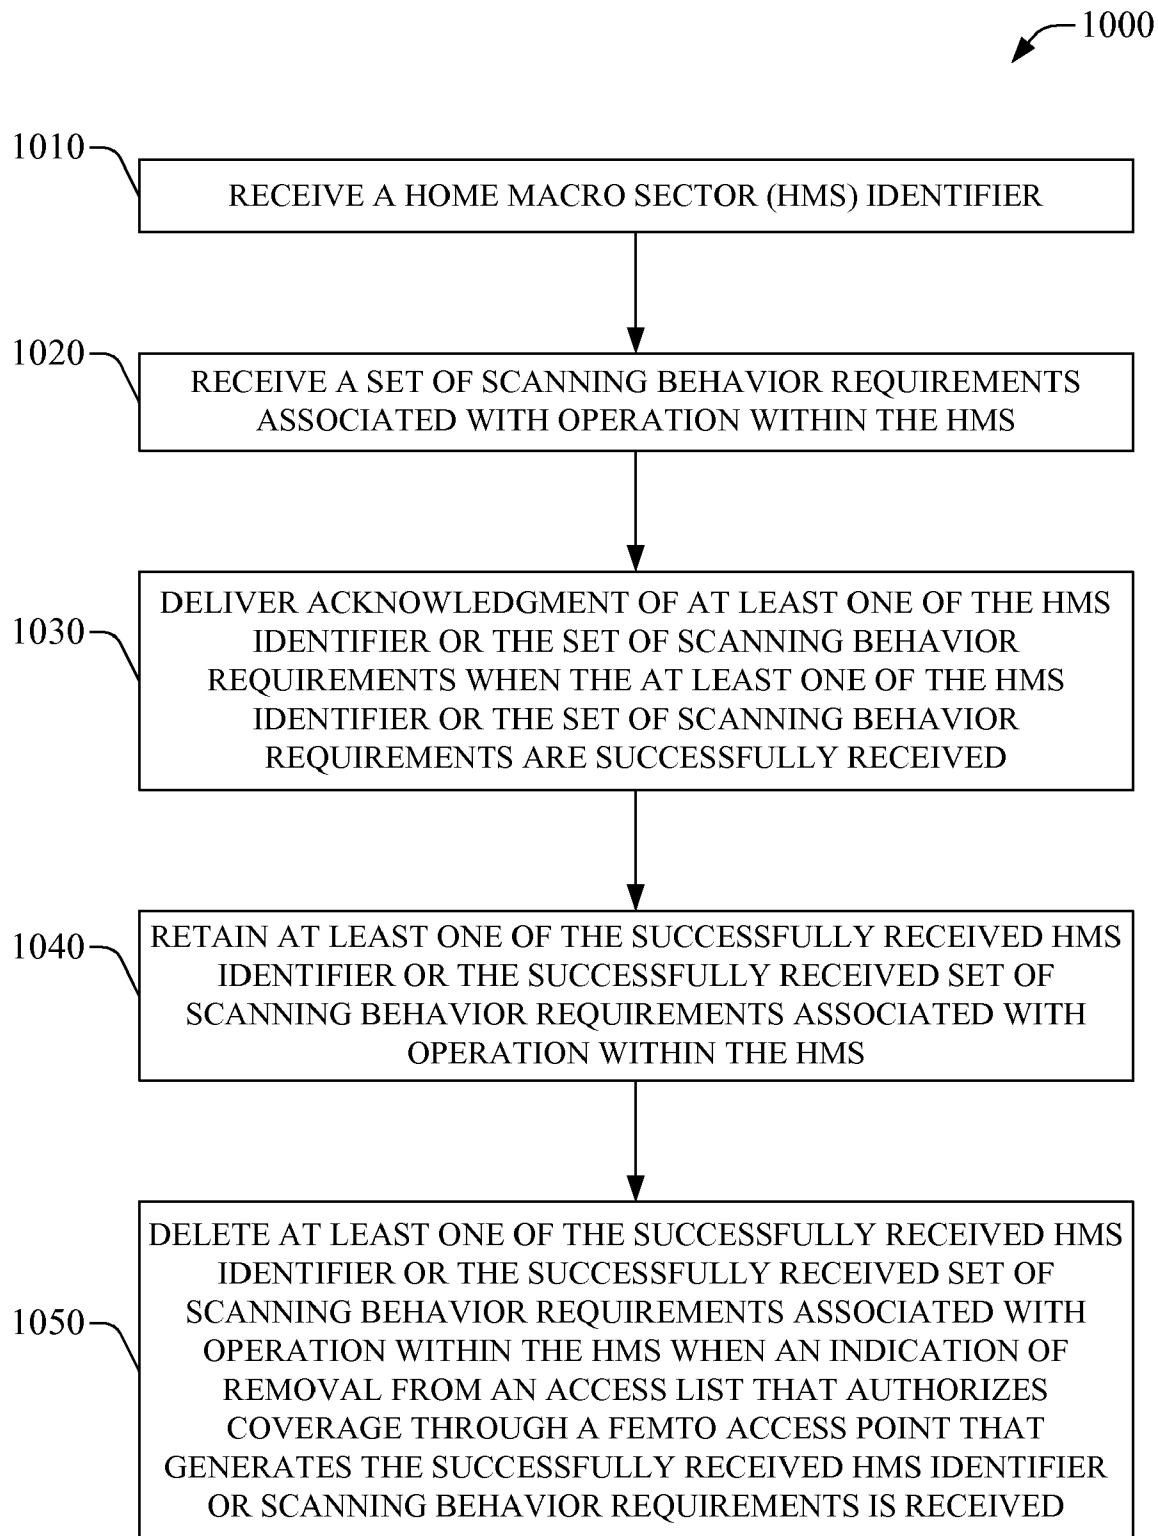 1000
1010
RECEIVE A HOME MACRO SECTOR (HMS) IDENTIFIER
1020
RECEIVE A SET OF SCANNING BEHAVIOR REQUIREMENTS
ASSOCIATED WITH OPERATION WITHIN THE HMS
1030
DELIVER ACKNOWLEDGMENT OF AT LEAST ONE OF THE HMS
IDENTIFIER OR THE SET OF SCANNING BEHAVIOR
REQUIREMENTS WHEN THE AT LEAST ONE OF THE HMS
IDENTIFIER OR THE SET OF SCANNING BEHAVIOR
REQUIREMENTS ARE SUCCESSFULLY RECEIVED
1040
RETAIN AT LEAST ONE OF THE SUCCESSFULLY RECEIVED HMS
IDENTIFIER OR THE SUCCESSFULLY RECEIVED SET OF
SCANNING BEHAVIOR REQUIREMENTS ASSOCIATED WITH
OPERATION WITHIN THE HMS
1050
DELETE AT LEAST ONE OF THE SUCCESSFULLY RECEIVED HMS
IDENTIFIER OR THE SUCCESSFULLY RECEIVED SET OF
SCANNING BEHAVIOR REQUIREMENTS ASSOCIATED WITH
OPERATION WITHIN THE HMS WHEN AN INDICATION OF
REMOVAL FROM AN ACCESS LIST THAT AUTHORIZES
COVERAGE THROUGH A FEMTO ACCESS POINT THAT
GENERATES THE SUCCESSFULLY RECEIVED HMS IDENTIFIER
OR SCANNING BEHAVIOR REQUIREMENTS IS RECEIVED